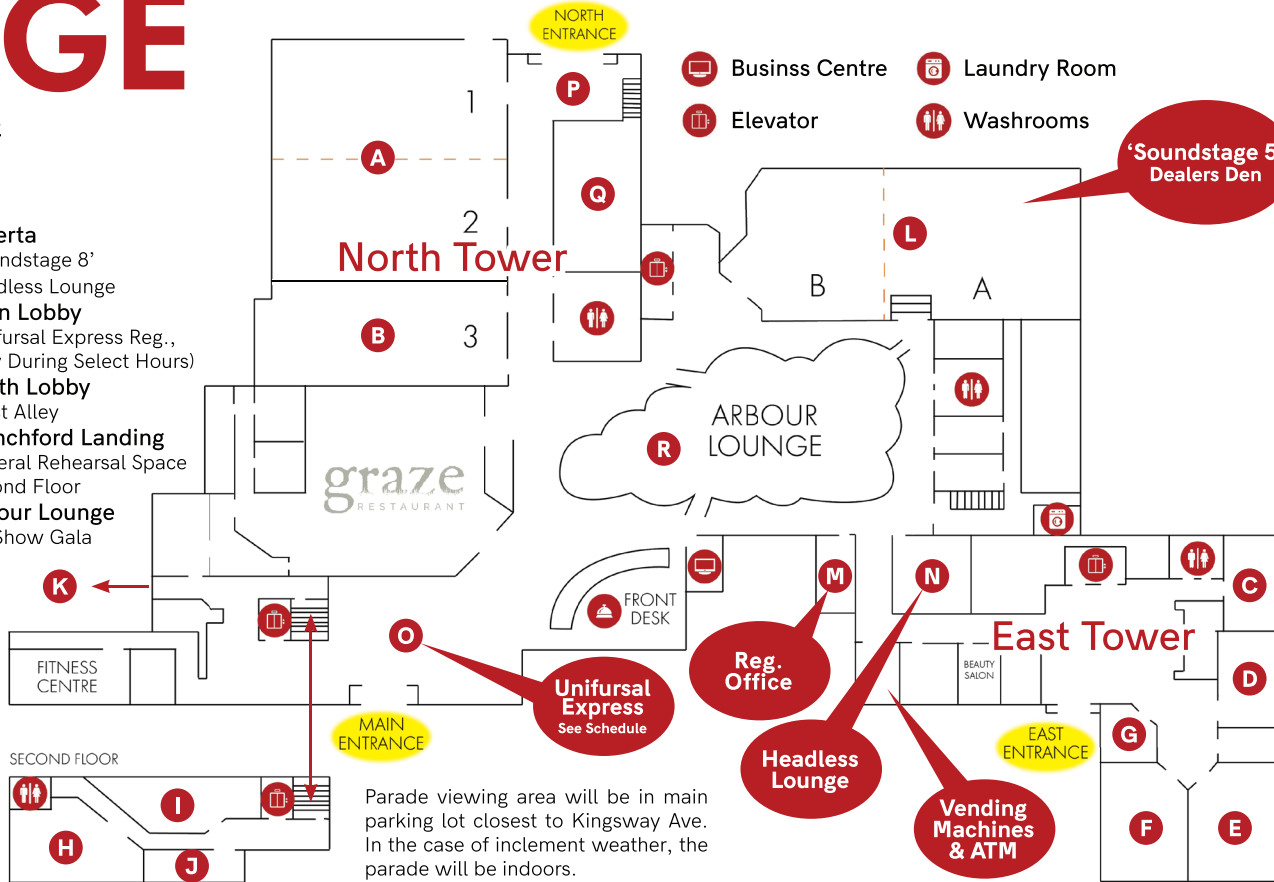 GE
erta
ndstage 8’
dless Lounge
n Lobby
fursal Express Reg.,
During Select Hours)
th Lobby
t Alley
nchford Landing
eral Rehearsal Space
ond Floor
our Lounge
Show Gala
NORTH
ENTRANCE
Businss Centre
Laundry Room
Elevator
Washrooms
‘Soundstage 5
Dealers Den
P
1
A
Q
2
North Tower
L
B
A
B
3
ARBOUR
LOUNGE
R
graze
RESTAURANT
K
M
N
C
FRONT
DESK
O
East Tower
FITNESS
CENTRE
Reg.
Office
BEAUTY
SALON
D
Unifursal
Express
See Schedule
MAIN
ENTRANCE
EAST
ENTRANCE
G
Headless
Lounge
SECOND FLOOR
I
H
J
Vending
Machines
& ATM
F
E
Parade viewing area will be in main
parking lot closest to Kingsway Ave.
In the case of inclement weather, the
parade will be indoors.